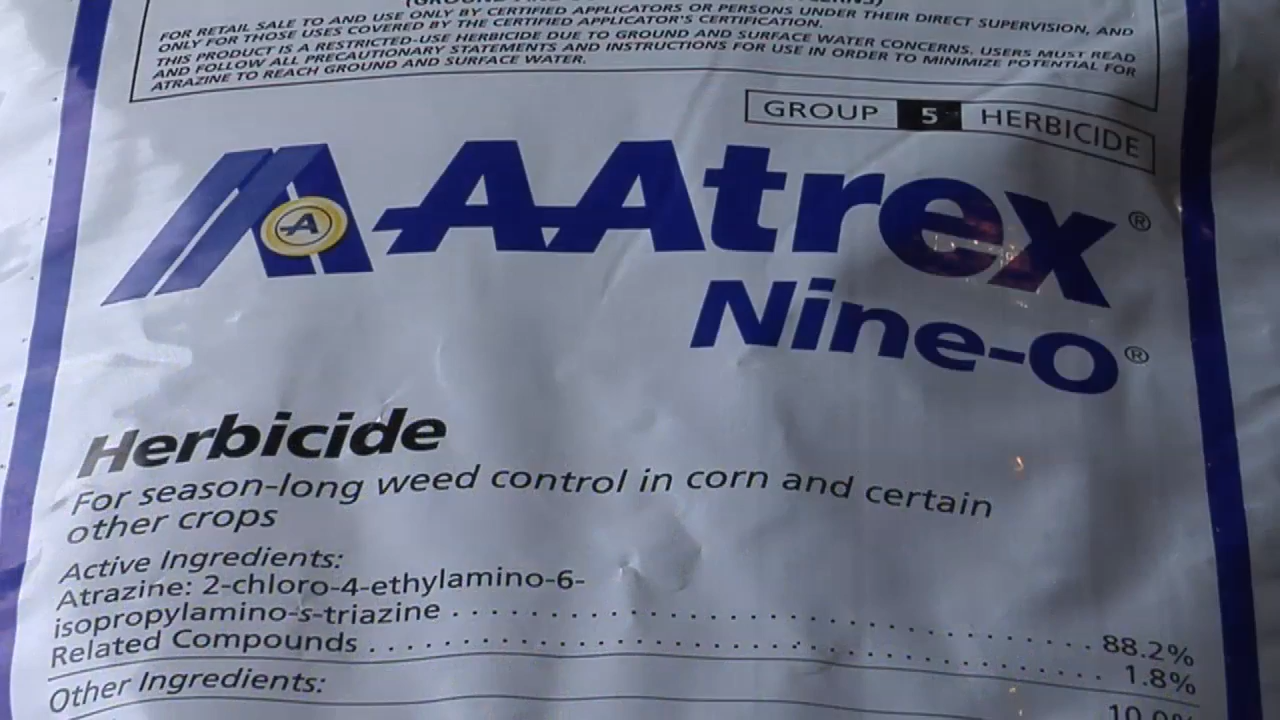 FOR RETAIL SALE TO AND USE ONLY BY CERTIFIED APPLICATORS OR PERSONS UNDER THEIR DIRECT SUPERVISION, AND
ONLY FOR THOSE USES COVERED BY THE CERTIFIED APPLICATOR'S CERTIFICATION.
THIS PRODUCT IS A RESTRICTED-USE HERBICIDE DUE TO GROUND AND SURFACE WATER CONCERNS. USERS MUST READ
AND FOLLOW ALL PRECAUTIONARY STATEMENTS AND INSTRUCTIONS FOR USE IN ORDER TO MINIMIZE POTENTIAL FOR
ATRAZINE TO REACH GROUND AND SURFACE WATER.
GROUP 5 HERBICIDE
A AAtrex®
Nine-O®
Herbicide
For season-long weed control in corn and certain
other crops
Active Ingredients:
Atrazine: 2-chloro-4-ethylamino-6-
isopropylamino-s-triazine . . . . . . . . . . . . . . . . . . . . . . . . . . . . . . 88.2%
Related Compounds . . . . . . . . . . . . . . . . . . . . . . . . . . . . . . . . . . 1.8%
Other Ingredients: